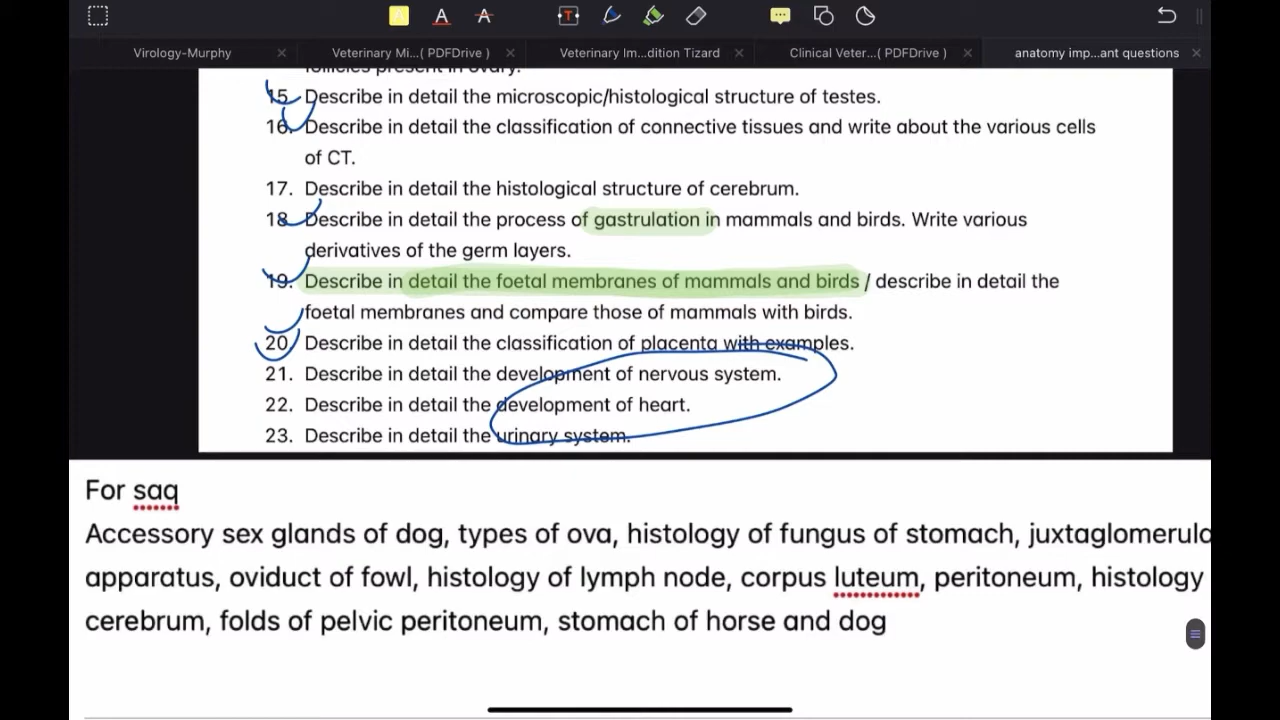 Virology-Murphy
Veterinary Mi...( PDFDrive )
Veterinary Im...dition Tizard
Clinical Veter...( PDFDrive )
anatomy imp...ant questions
follicles present in ovary.
15. Describe in detail the microscopic/histological structure of testes.
16. Describe in detail the classification of connective tissues and write about the various cells
of CT.
17. Describe in detail the histological structure of cerebrum.
18. Describe in detail the process of gastrulation in mammals and birds. Write various
derivatives of the germ layers.
19. Describe in detail the foetal membranes of mammals and birds / describe in detail the
foetal membranes and compare those of mammals with birds.
20. Describe in detail the classification of placenta with examples.
21. Describe in detail the development of nervous system.
22. Describe in detail the development of heart.
23. Describe in detail the urinary system.
For saq
Accessory sex glands of dog, types of ova, histology of fungus of stomach, juxtaglomerula
apparatus, oviduct of fowl, histology of lymph node, corpus luteum, peritoneum, histology
cerebrum, folds of pelvic peritoneum, stomach of horse and dog